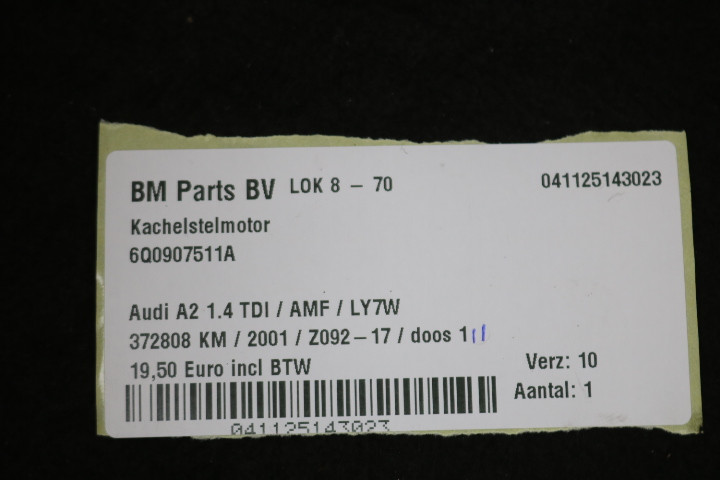 BM Parts BV LOK 8 – 70 041125143023
Kachelstelmotor
6Q0907511A
Audi A2 1.4 TDI / AMF / LY7W
372808 KM / 2001 / Z092–17 / doos 111
19,50 Euro incl BTW
Verz: 10
Aantal: 1
041125143023